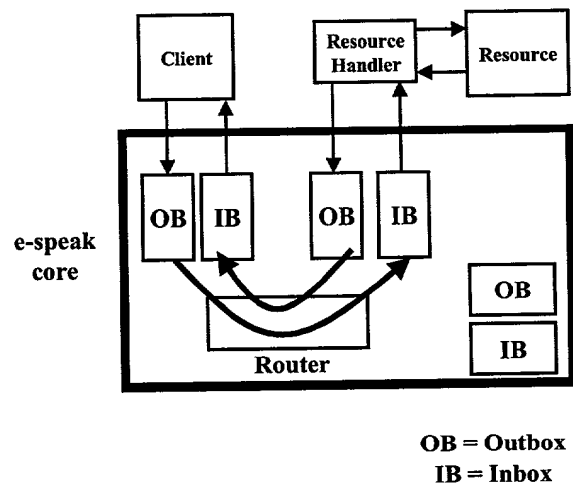 Client
Resource
Handler
Resource
OB
IB
OB
IB
e-speak
core
OB
IB
Router
OB = Outbox
IB = Inbox